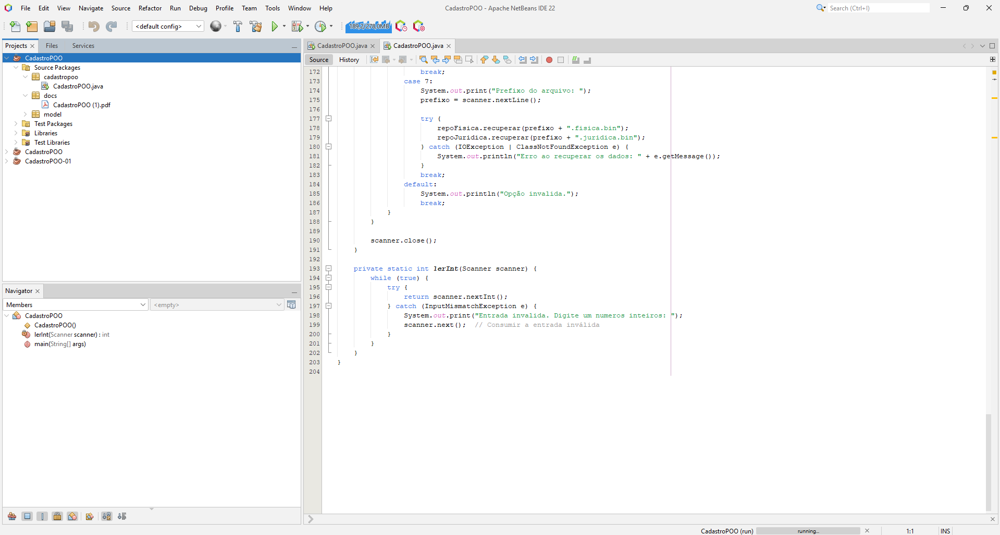 File Edit View Navigate Source Refactor Run Debug Profile Team Tools Window Help
CadastroPOO - Apache NetBeans IDE 22
Search (Ctrl+I)
<default config>
189,2/278,0MB
Projects Files Services
CadastroPOO
Source Packages
cadastropoo
CadastroPOO.java
docs
CadastroPOO (1).pdf
model
Test Packages
Libraries
Test Libraries
CadastroPOO
CadastroPOO-01
Navigator
Members
<empty>
CadastroPOO
CadastroPOO()
lerInt(Scanner scanner) : int
main(String[] args)
CadastroPOO.java CadastroPOO.java
Source History
172 break;
173 case 7:
174 System.out.print("Prefixo do arquivo: ");
175 prefixo = scanner.nextLine();
176
177 try {
178 repoFisica.recuperar(prefixo + ".fisica.bin");
179 repoJuridica.recuperar(prefixo + ".juridica.bin");
180 } catch (IOException | ClassNotFoundException e) {
181 System.out.println("Erro ao recuperar os dados: " + e.getMessage());
182 }
183 break;
184 default:
185 System.out.println("Opção invalida.");
186 break;
187 }
188 }
189
190 scanner.close();
191 }
192
193 private static int lerInt(Scanner scanner) {
194 while (true) {
195 try {
196 return scanner.nextInt();
197 } catch (InputMismatchException e) {
198 System.out.print("Entrada invalida. Digite um numeros inteiros: ");
199 scanner.next(); // Consumir a entrada inválida
200 }
201 }
202 }
203 }
204
CadastroPOO (run) running... 1:1 INS